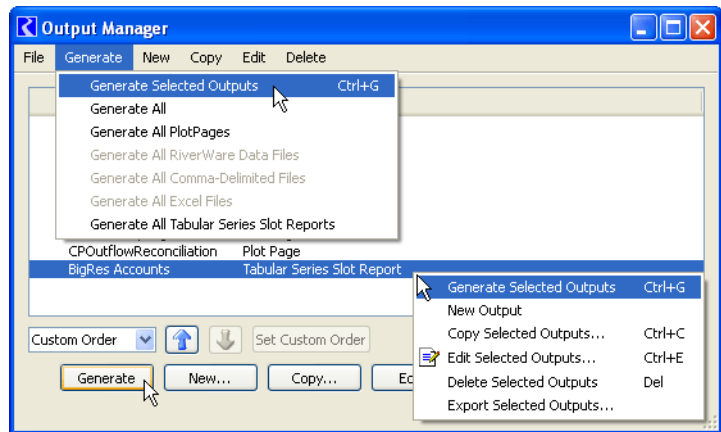 Output Manager
File Generate New Copy Edit Delete
Generate Selected Outputs Ctrl+G
Generate All
Generate All PlotPages
Generate All RiverWare Data Files
Generate All Comma-Delimited Files
Generate All Excel Files
Generate All Tabular Series Slot Reports
CPOutflowReconciliation Plot Page
BigRes Accounts Tabular Series Slot Report
Generate Selected Outputs Ctrl+G
New Output
Copy Selected Outputs... Ctrl+C
Edit Selected Outputs... Ctrl+E
Delete Selected Outputs Del
Export Selected Outputs...
Custom Order Set Custom Order
Generate New... Copy...